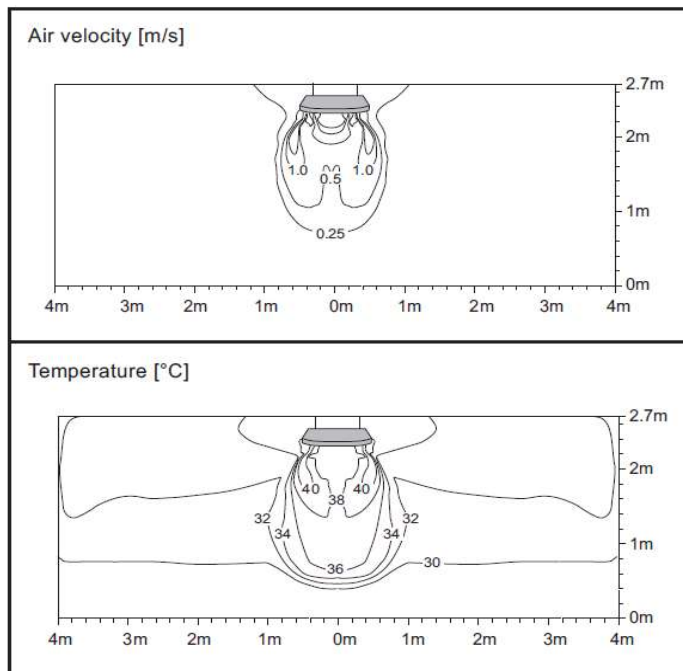 Air velocity [m/s]
2.7m
2m
1.0 1.0
0.5
1m
0.25
0m
4m 3m 2m 1m 0m 1m 2m 3m 4m
Temperature [°C]
2.7m
2m
40 40
38
32 32
34 34
1m
36 30
0m
4m 3m 2m 1m 0m 1m 2m 3m 4m